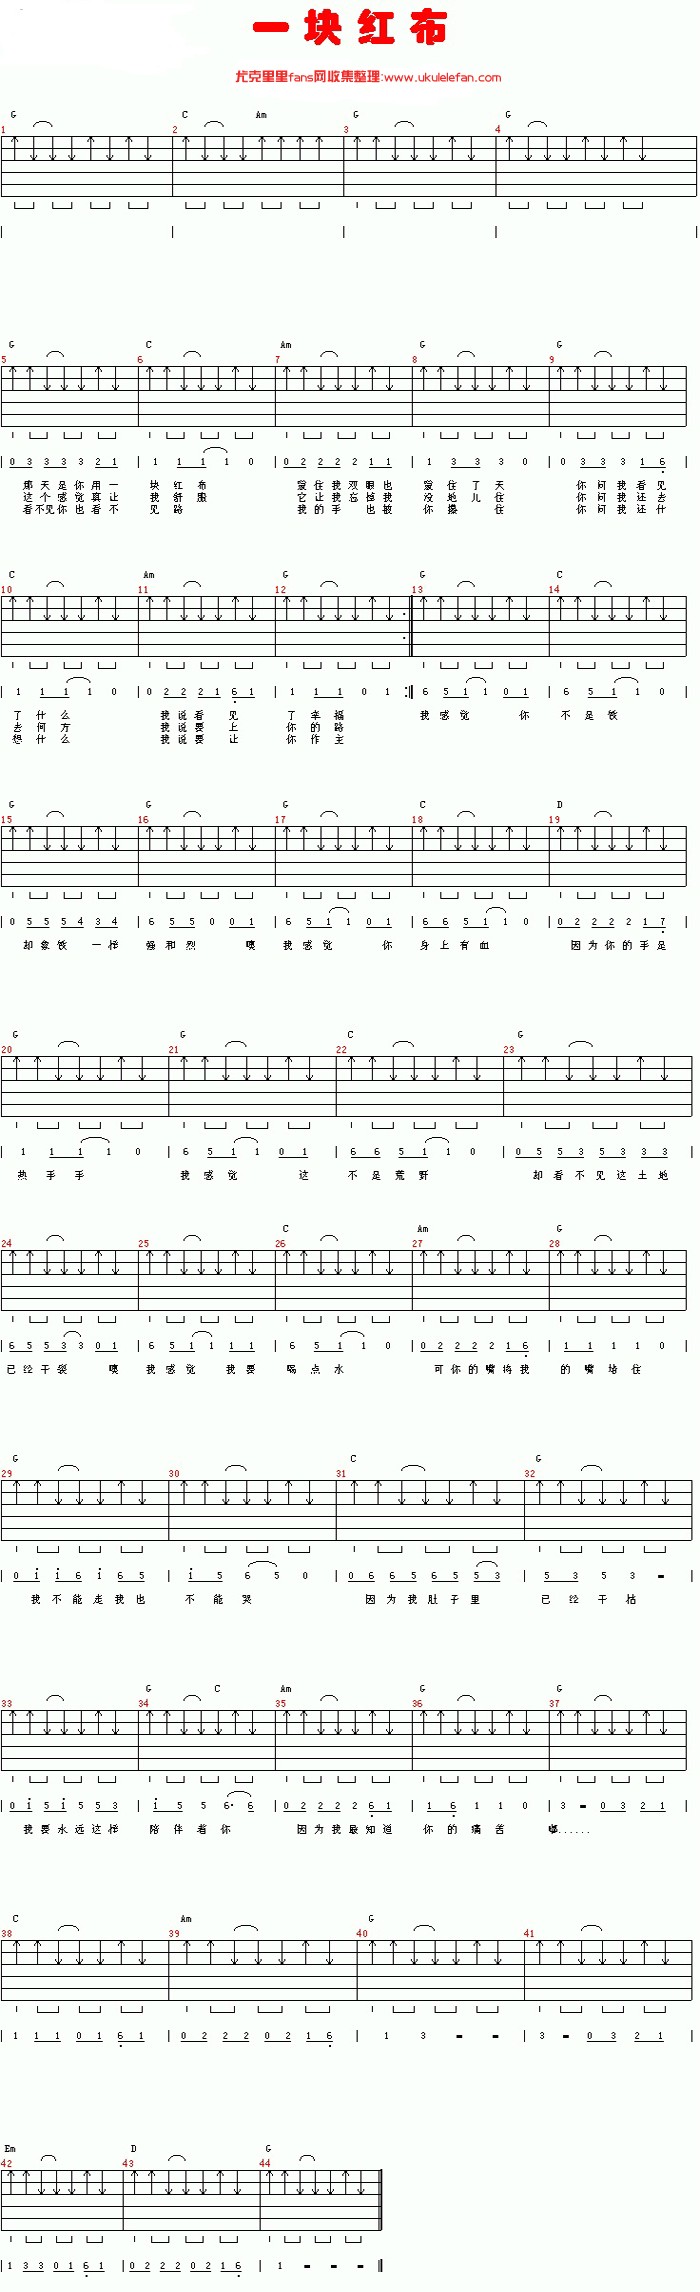 一块红布
尤克里里fans网收集整理:www.ukulelefan.com
G C Am G G
1 2 3 4
G C Am G G
5 6 7 8 9
0 3 3 3 3 2 1 | 1 1 1 1 0 | 0 2 2 2 2 1 1 | 1 3 3 3 0 | 0 3 3 3 1 6
那天是你用一 块红布 蒙住我双眼也 蒙住了天 你问我看见
这个感觉真让 我舒服 它让我忘掉我 没地儿住 你问我还去
看不见你也看不 见路 我的手也被 你攥住 你问我还什
C Am G G C
10 11 12 13 14
1 1 1 1 0 | 0 2 2 2 1 6 1 | 1 1 1 0 1 :| 6 5 1 1 0 1 | 6 5 1 1 0
了什么 我说看见 了幸福 我感觉 你 不是铁
去何方 我说要上 你的路
想什么 我说要让 你作主
G G G C D
15 16 17 18 19
0 5 5 5 4 3 4 | 6 5 5 0 0 1 | 6 5 1 1 0 1 | 6 6 5 1 1 0 | 0 2 2 2 2 1 7
却象铁 一样 强和烈 噢 我感觉 你 身上有血 因为你的手是
G G C G
20 21 22 23
1 1 1 1 0 | 6 5 1 1 0 1 | 6 6 5 1 1 0 | 0 5 5 3 5 3 3
热手手 我感觉 这 不是荒野 却看不见这土地
C Am G
24 25 26 27 28
6 5 5 3 3 0 1 | 6 5 1 1 1 1 | 6 5 1 1 0 | 0 2 2 2 2 1 6 | 1 1 1 1 0
已经干裂 噢 我感觉 我要 喝点水 可你的嘴将我 的嘴堵住
G C G
29 30 31 32
0 1 1 6 1 6 5 | 1 5 6 5 0 | 0 6 6 5 6 5 5 3 | 5 3 5 3 -
我不能走我也 不能哭 因为我肚子里 已经干枯
G C Am G G
33 34 35 36 37
0 1 5 1 5 5 3 | 1 5 5 6· 6 | 0 2 2 2 2 6 1 | 1 6 1 1 0 | 3 - 0 3 2 1
我要永远这样 陪伴着你 因为我最知道 你的痛苦 嘟......
C Am G
38 39 40 41
1 1 1 0 1 6 1 | 0 2 2 2 0 2 1 6 | 1 3 - - | 3 - 0 3 2 1
Em D G
42 43 44
1 3 3 0 1 6 1 | 0 2 2 2 0 2 1 6 | 1 - - -